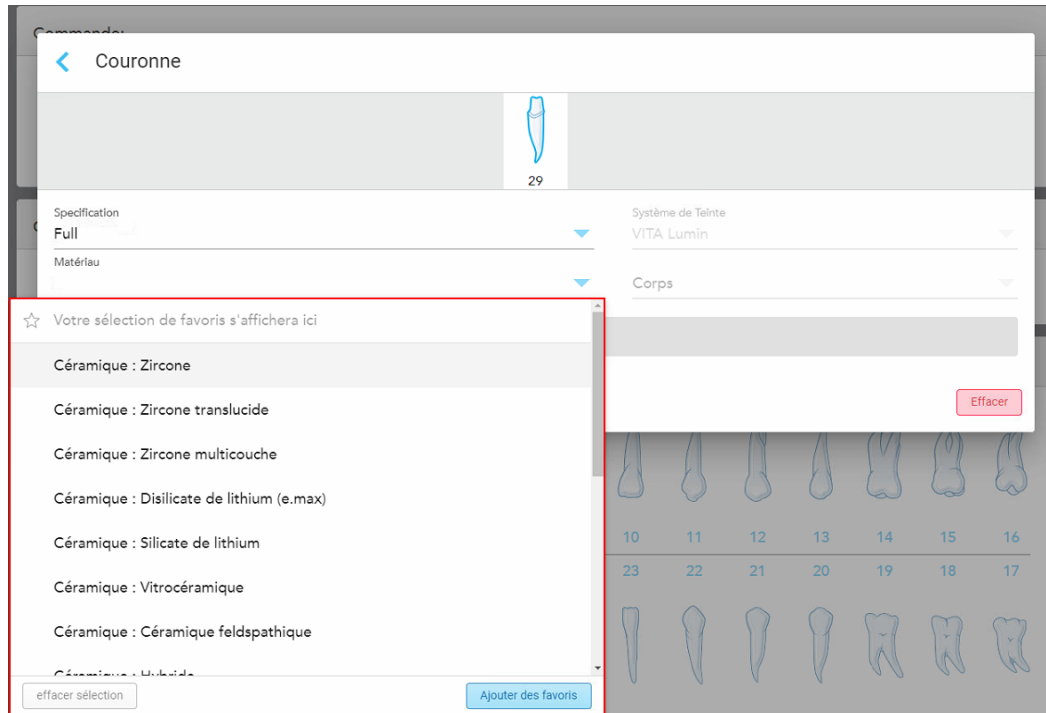 Commande:
Couronne
29
Specification
Full
Système de Teinte
VITA Lumin
Matériau
Corps
Votre sélection de favoris s'affichera ici
Céramique : Zircone
Céramique : Zircone translucide
Céramique : Zircone multicouche
Céramique : Disilicate de lithium (e.max)
Céramique : Silicate de lithium
Céramique : Vitrocéramique
Céramique : Céramique feldspathique
Céramique : Hybride
effacer sélection
Ajouter des favoris
Effacer
10 11 12 13 14 15 16
23 22 21 20 19 18 17